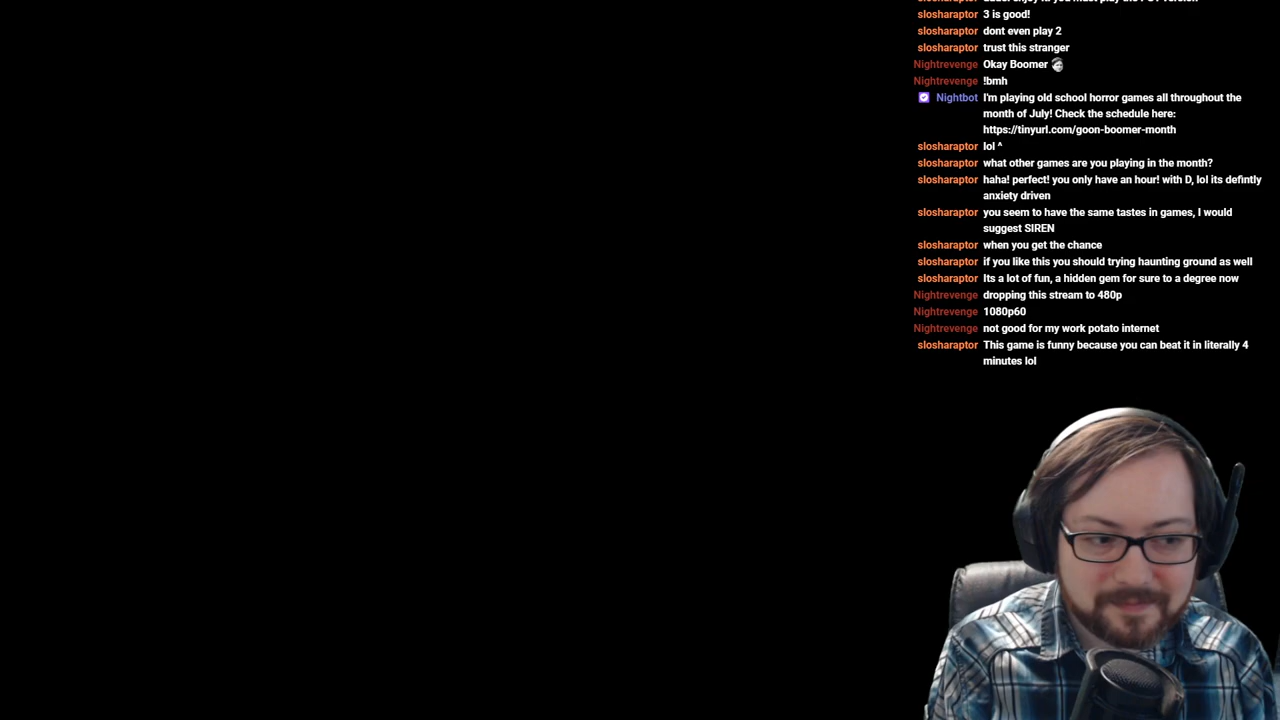 slosharaptor 3 is good!
slosharaptor dont even play 2
slosharaptor trust this stranger
Nightrevenge Okay Boomer
Nightrevenge !bmh
Nightbot I'm playing old school horror games all throughout the
month of July! Check the schedule here:
https://tinyurl.com/goon-boomer-month
slosharaptor lol ^
slosharaptor what other games are you playing in the month?
slosharaptor haha! perfect! you only have an hour! with D, lol its defintly
anxiety driven
slosharaptor you seem to have the same tastes in games, I would
suggest SIREN
slosharaptor when you get the chance
slosharaptor if you like this you should trying haunting ground as well
slosharaptor Its a lot of fun, a hidden gem for sure to a degree now
Nightrevenge dropping this stream to 480p
Nightrevenge 1080p60
Nightrevenge not good for my work potato internet
slosharaptor This game is funny because you can beat it in literally 4
minutes lol